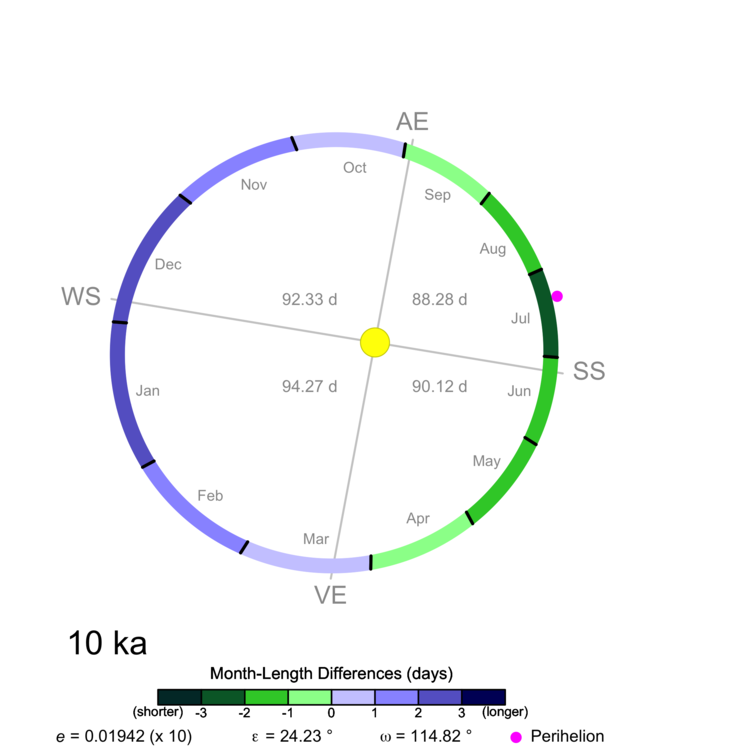 AE
Oct
Nov
Sep
Aug
Dec
WS
92.33 d
88.28 d
Jul
SS
94.27 d
90.12 d
Jan
Jun
May
Feb
Apr
Mar
VE
10 ka
Month-Length Differences (days)
(shorter) -3 -2 -1 0 1 2 3 (longer)
e = 0.01942 (x 10) ε = 24.23 ° ω = 114.82 ° Perihelion